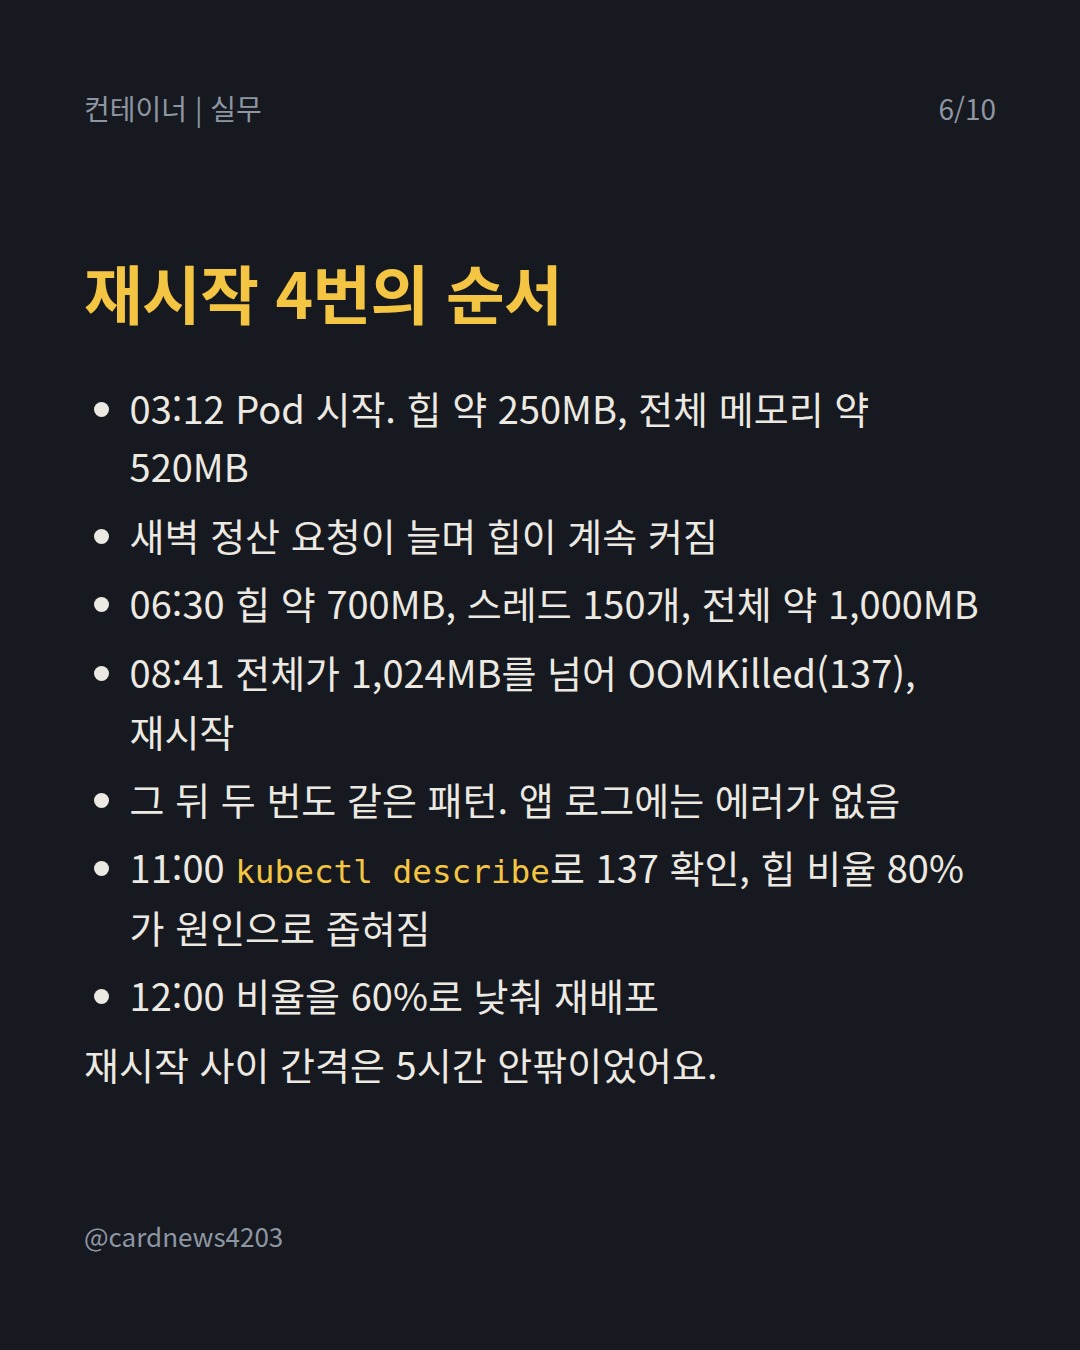 컨테이너 | 실무
6/10
재시작 4번의 순서
• 03:12 Pod 시작. 힙 약 250MB, 전체 메모리 약
520MB
• 새벽 정산 요청이 늘며 힙이 계속 커짐
• 06:30 힙 약 700MB, 스레드 150개, 전체 약 1,000MB
• 08:41 전체가 1,024MB를 넘어 OOMKilled(137),
재시작
• 그 뒤 두 번도 같은 패턴. 앱 로그에는 에러가 없음
• 11:00 kubectl describe로 137 확인, 힙 비율 80%
가 원인으로 좁혀짐
• 12:00 비율을 60%로 낮춰 재배포
재시작 사이 간격은 5시간 안팎이었어요.
@cardnews4203